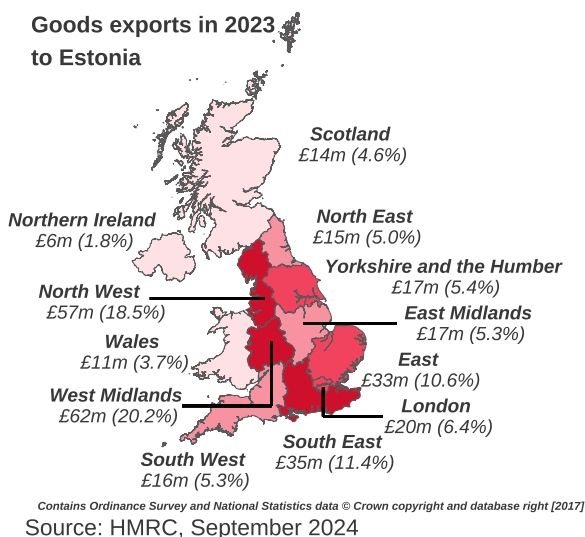 Goods exports in 2023
to Estonia
Scotland
£14m (4.6%)
Northern Ireland
£6m (1.8%)
North East
£15m (5.0%)
Yorkshire and the Humber
£17m (5.4%)
North West
£57m (18.5%)
East Midlands
£17m (5.3%)
Wales
£11m (3.7%)
East
£33m (10.6%)
West Midlands
£62m (20.2%)
London
£20m (6.4%)
South East
£35m (11.4%)
South West
£16m (5.3%)
Contains Ordinance Survey and National Statistics data © Crown copyright and database right [2017]
Source: HMRC, September 2024